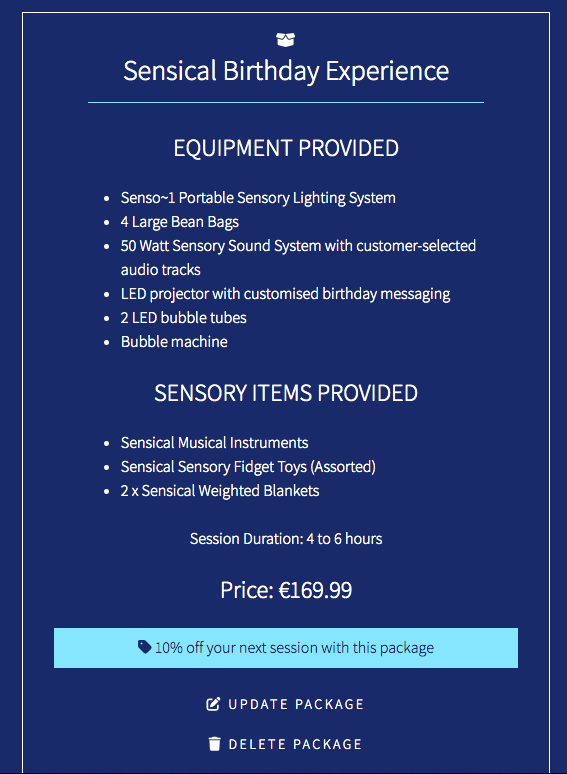 Sensical Birthday Experience
EQUIPMENT PROVIDED
• Senso~1 Portable Sensory Lighting System
• 4 Large Bean Bags
• 50 Watt Sensory Sound System with customer-selected
audio tracks
• LED projector with customised birthday messaging
• 2 LED bubble tubes
• Bubble machine
SENSORY ITEMS PROVIDED
• Sensical Musical Instruments
• Sensical Sensory Fidget Toys (Assorted)
• 2 x Sensical Weighted Blankets
Session Duration: 4 to 6 hours
Price: €169.99
10% off your next session with this package
UPDATE PACKAGE
DELETE PACKAGE